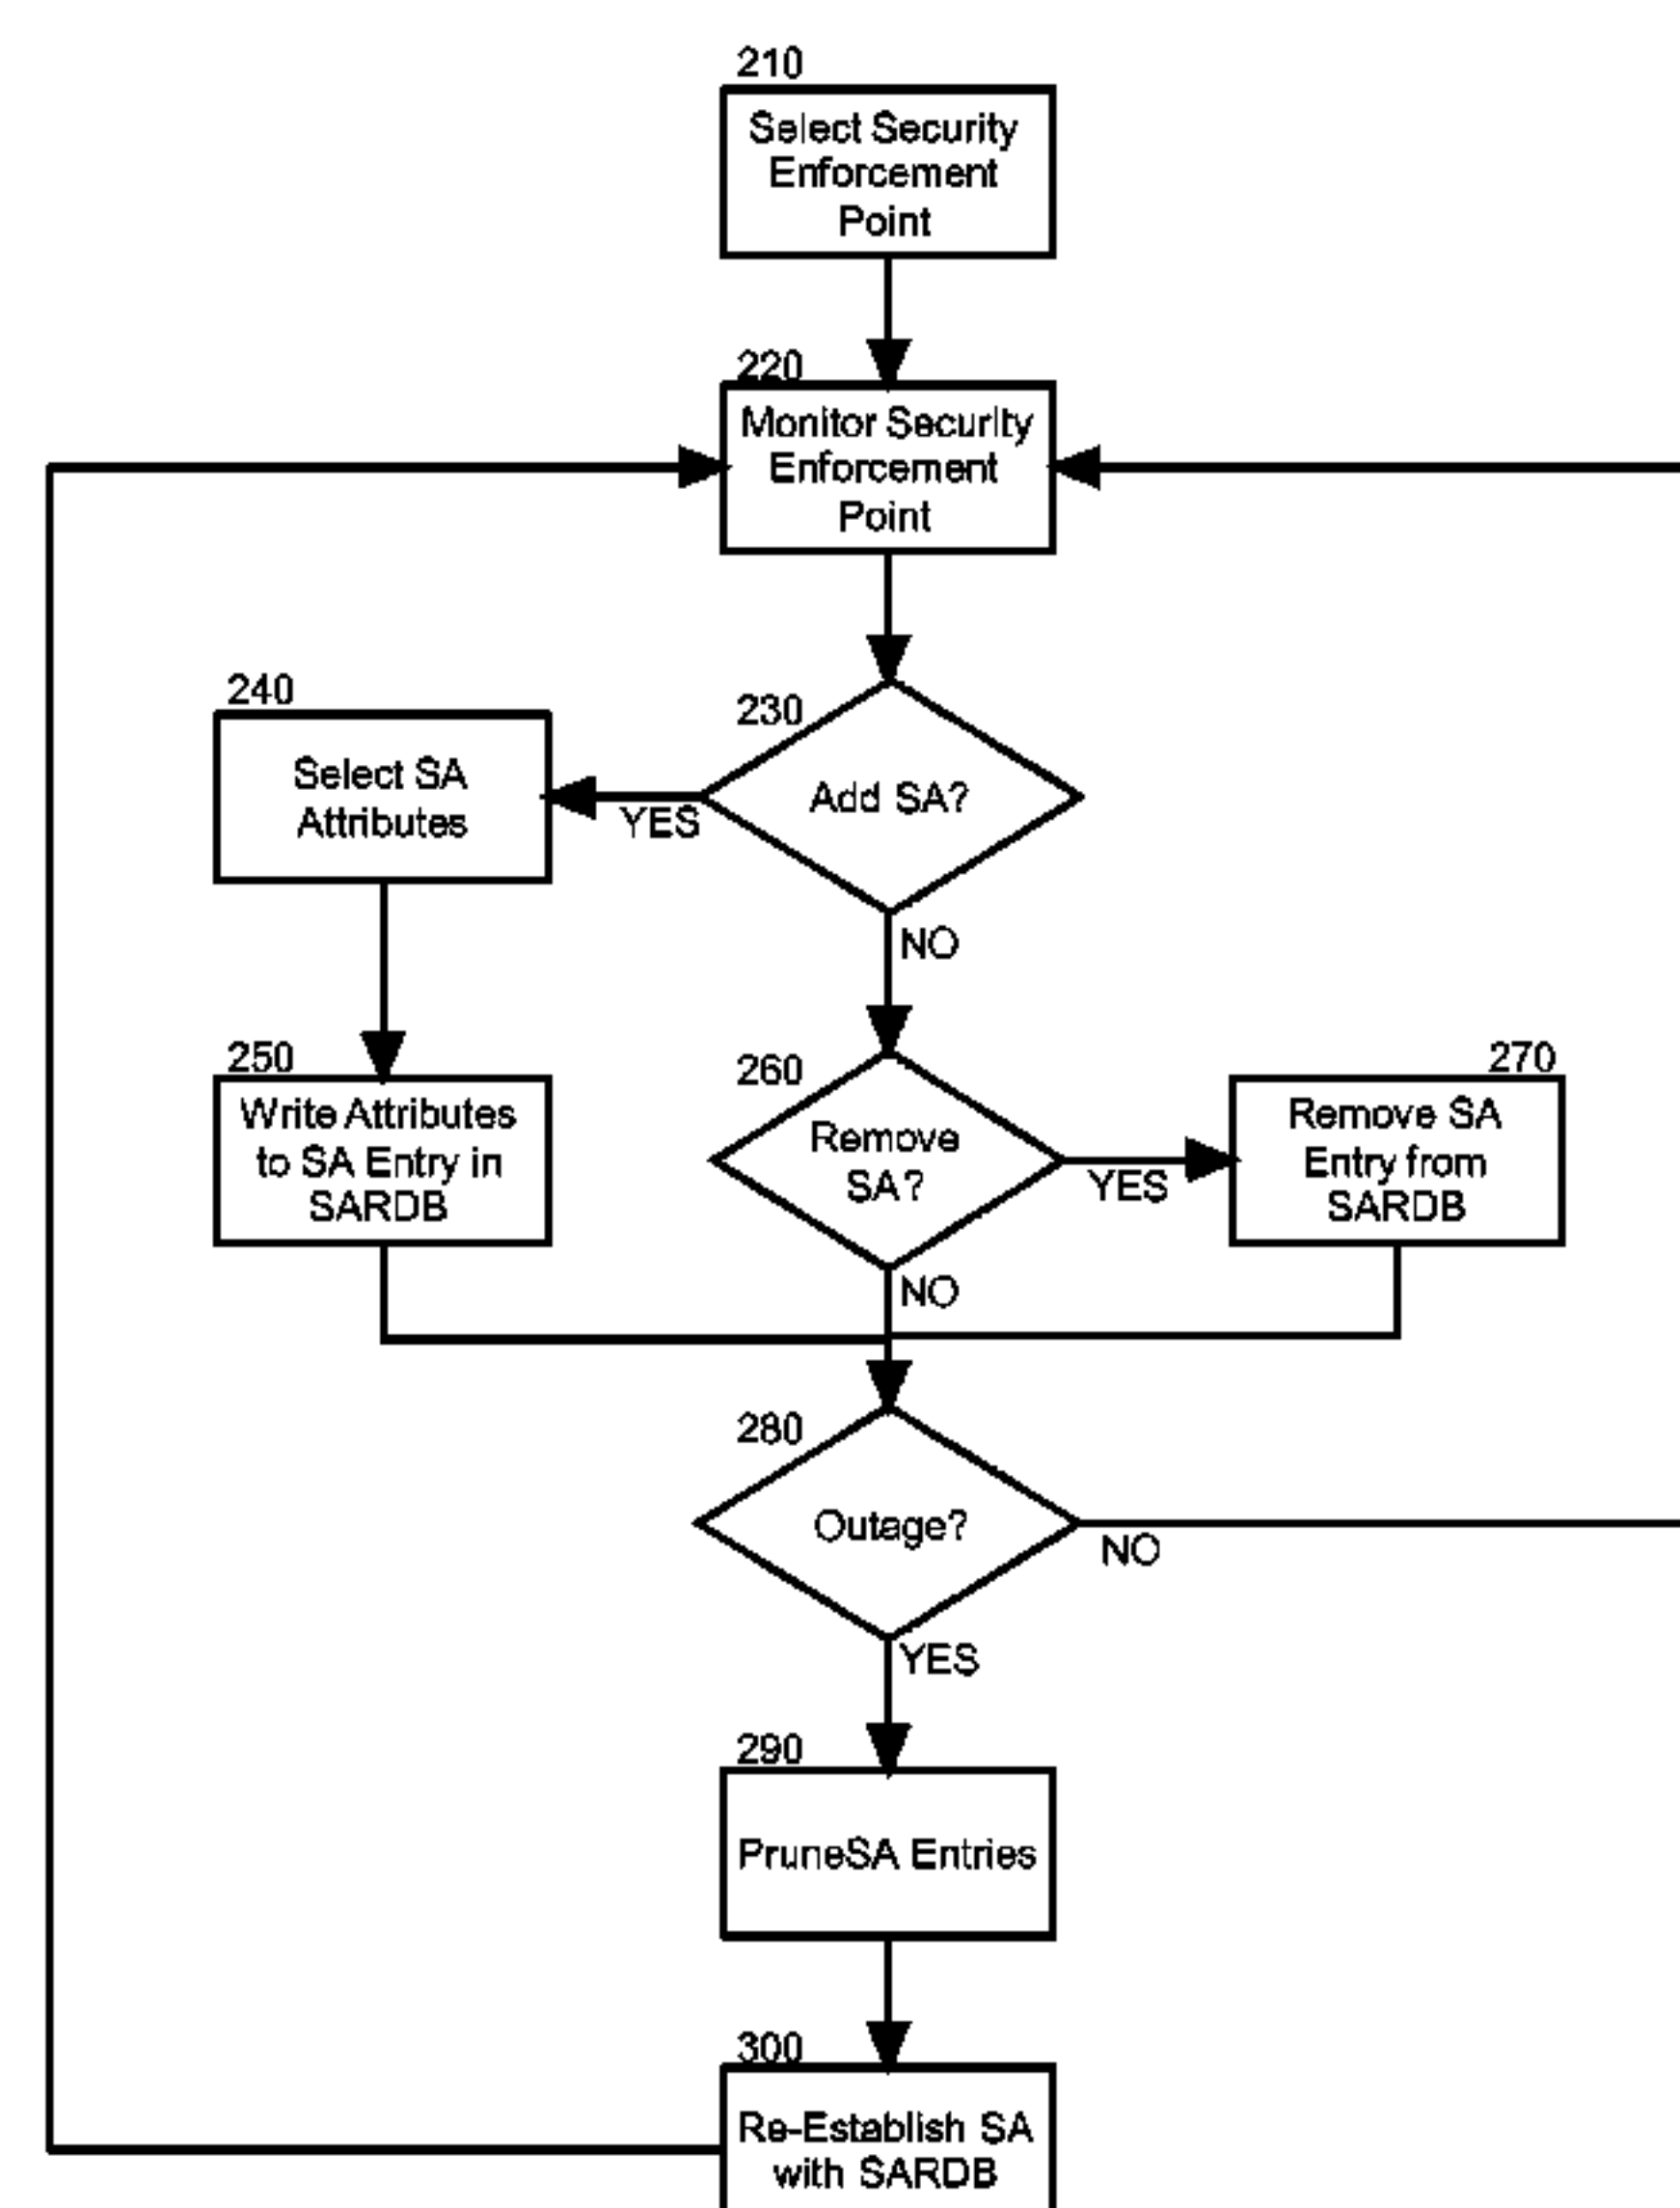 210
Select Security
Enforcement
Point
220
Monitor Security
Enforcement
Point
230
Add SA?
YES
NO
240
Select SA
Attributes
250
Write Attributes
to SA Entry in
SARDB
260
Remove
SA?
YES
NO
270
Remove SA
Entry from
SARDB
280
Outage?
NO
YES
290
PruneSA Entries
300
Re-Establish SA
with SARDB